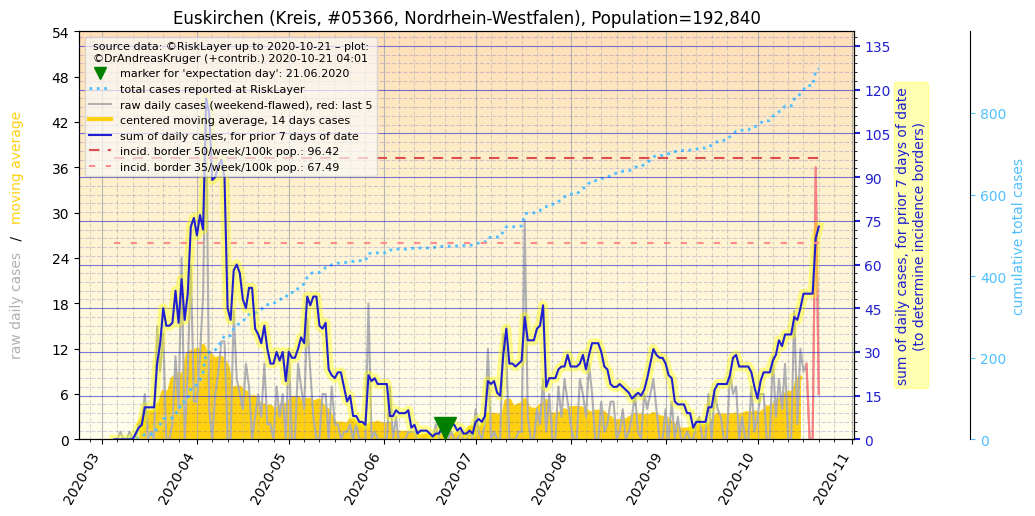 Euskirchen (Kreis, #05366, Nordrhein-Westfalen), Population=192,840
source data: ©RiskLayer up to 2020-10-21 – plot:
©DrAndreasKruger (+contrib.) 2020-10-21 04:01
marker for 'expectation day': 21.06.2020
total cases reported at RiskLayer
raw daily cases (weekend-flawed), red: last 5
centered moving average, 14 days cases
sum of daily cases, for prior 7 days of date
incid. border 50/week/100k pop.: 96.42
incid. border 35/week/100k pop.: 67.49
raw daily cases / moving average
54
48
42
36
30
24
18
12
6
0
2020-03
2020-04
2020-05
2020-06
2020-07
2020-08
2020-09
2020-10
2020-11
135
120
105
90
75
60
45
30
15
0
sum of daily cases, for prior 7 days of date
(to determine incidence borders)
800
600
400
200
0
cumulative total cases